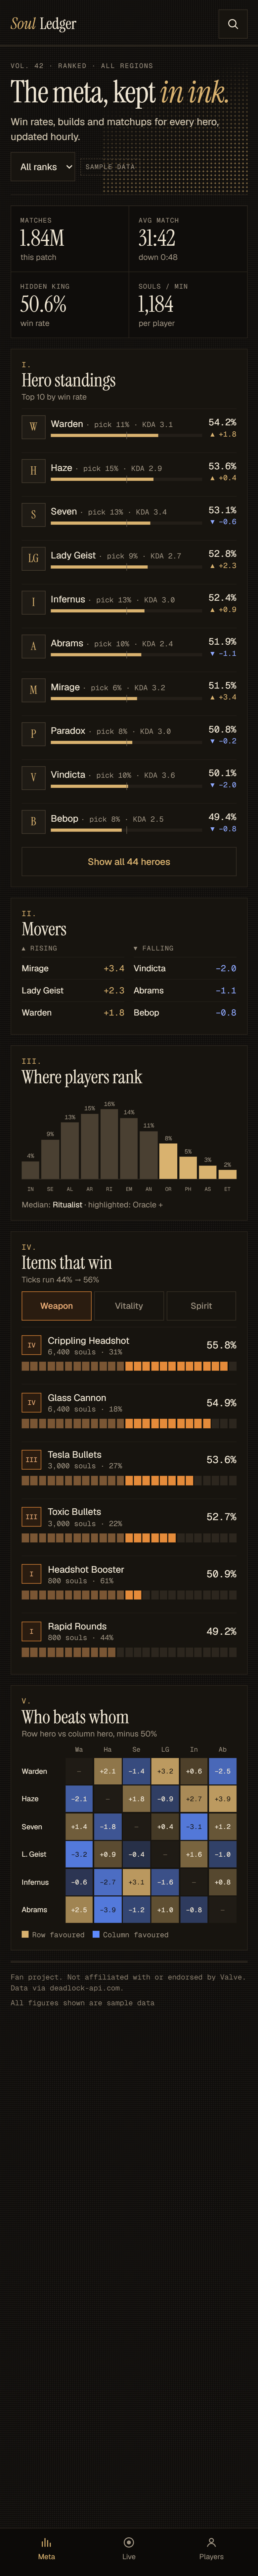 Soul Ledger
VOL. 42 · RANKED · ALL REGIONS
The meta, kept in ink.
Win rates, builds and matchups for every hero,
updated hourly.
All ranks
SAMPLE DATA
MATCHES
1.84M
this patch
AVG MATCH
31:42
down 0:48
HIDDEN KING
50.6%
win rate
SOULS / MIN
1,184
per player
I.
Hero standings
Top 10 by win rate
W Warden · pick 11% · KDA 3.1 54.2% ▲ +1.8
H Haze · pick 15% · KDA 2.9 53.6% ▲ +0.4
S Seven · pick 13% · KDA 3.4 53.1% ▼ −0.6
LG Lady Geist · pick 9% · KDA 2.7 52.8% ▲ +2.3
I Infernus · pick 13% · KDA 3.0 52.4% ▲ +0.9
A Abrams · pick 10% · KDA 2.4 51.9% ▼ −1.1
M Mirage · pick 6% · KDA 3.2 51.5% ▲ +3.4
P Paradox · pick 8% · KDA 3.0 50.8% ▼ −0.2
V Vindicta · pick 10% · KDA 3.6 50.1% ▼ −2.0
B Bebop · pick 8% · KDA 2.5 49.4% ▼ −0.8
Show all 44 heroes
II.
Movers
▲ RISING ▼ FALLING
Mirage +3.4 Vindicta −2.0
Lady Geist +2.3 Abrams −1.1
Warden +1.8 Bebop −0.8
III.
Where players rank
4% 9% 13% 15% 16% 14% 11% 8% 5% 3% 2%
IN SE AL AR RI EM AN OR PH AS ET
Median: Ritualist · highlighted: Oracle +
IV.
Items that win
Ticks run 44% → 56%
Weapon Vitality Spirit
IV Crippling Headshot 55.8%
6,400 souls · 31%
IV Glass Cannon 54.9%
6,400 souls · 18%
III Tesla Bullets 53.6%
3,000 souls · 27%
III Toxic Bullets 52.7%
3,000 souls · 22%
I Headshot Booster 50.9%
800 souls · 61%
I Rapid Rounds 49.2%
800 souls · 44%
V.
Who beats whom
Row hero vs column hero, minus 50%
Wa Ha Se LG In Ab
Warden – +2.1 −1.4 +3.2 +0.6 −2.5
Haze −2.1 – +1.8 −0.9 +2.7 +3.9
Seven +1.4 −1.8 – +0.4 −3.1 +1.2
L. Geist −3.2 +0.9 −0.4 – +1.6 −1.0
Infernus −0.6 −2.7 +3.1 −1.6 – +0.8
Abrams +2.5 −3.9 −1.2 +1.0 −0.8 –
Row favoured Column favoured
Fan project. Not affiliated with or endorsed by Valve.
Data via deadlock-api.com.
All figures shown are sample data
Meta Live Players